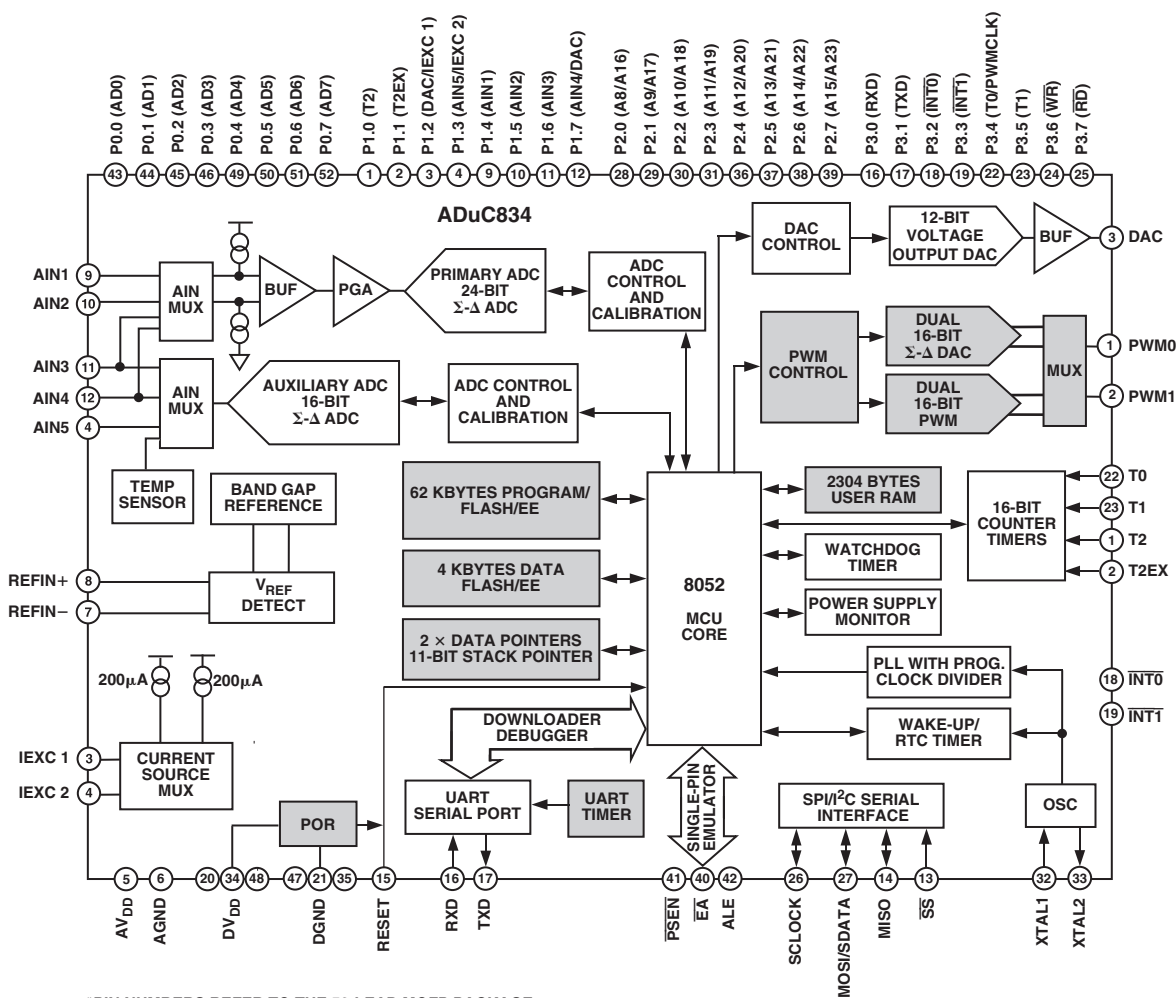 P0.0 (AD0)
P0.1 (AD1)
P0.2 (AD2)
P0.3 (AD3)
P0.4 (AD4)
P0.5 (AD5)
P0.6 (AD6)
P0.7 (AD7)
P1.0 (T2)
P1.1 (T2EX)
P1.2 (DAC/IEXC 1)
P1.3 (AIN5/IEXC 2)
P1.4 (AIN1)
P1.5 (AIN2)
P1.6 (AIN3)
P1.7 (AIN4/DAC)
P2.0 (A8/A16)
P2.1 (A9/A17)
P2.2 (A10/A18)
P2.3 (A11/A19)
P2.4 (A12/A20)
P2.5 (A13/A21)
P2.6 (A14/A22)
P2.7 (A15/A23)
P3.0 (RXD)
P3.1 (TXD)
P3.2 (INT0)
P3.3 (INT1)
P3.4 (T0/PWMCLK)
P3.5 (T1)
P3.6 (WR)
P3.7 (RD)
43
44
45
46
49
50
51
52
1
2
3
4
9
10
11
12
28
29
30
31
36
37
38
39
16
17
18
19
22
23
24
25
ADuC834
AIN1
9
AIN2
10
AIN3
11
AIN4
12
AIN5
4
AIN
MUX
BUF
PGA
PRIMARY ADC
24-BIT
Σ-Δ ADC
ADC
CONTROL
AND
CALIBRATION
DAC
CONTROL
12-BIT
VOLTAGE
OUTPUT DAC
BUF
3
DAC
AIN
MUX
AUXILIARY ADC
16-BIT
Σ-Δ ADC
ADC CONTROL
AND
CALIBRATION
PWM
CONTROL
DUAL
16-BIT
Σ-Δ DAC
DUAL
16-BIT
PWM
MUX
1
PWM0
2
PWM1
TEMP
SENSOR
BAND GAP
REFERENCE
REFIN+
8
REFIN−
7
VREF
DETECT
62 KBYTES PROGRAM/
FLASH/EE
4 KBYTES DATA
FLASH/EE
2 × DATA POINTERS
11-BIT STACK POINTER
8052
MCU
CORE
2304 BYTES
USER RAM
WATCHDOG
TIMER
POWER SUPPLY
MONITOR
PLL WITH PROG.
CLOCK DIVIDER
WAKE-UP/
RTC TIMER
16-BIT
COUNTER
TIMERS
22
T0
23
T1
1
T2
2
T2EX
18
INT0
19
INT1
200µA
200µA
IEXC 1
3
IEXC 2
4
CURRENT
SOURCE
MUX
DOWNLOADER
DEBUGGER
POR
UART
SERIAL PORT
UART
TIMER
SINGLE-PIN
EMULATOR
SPI/I2C SERIAL
INTERFACE
OSC
5
6
20
34
48
47
21
35
15
16
17
41
40
42
26
27
14
13
32
33
AVDD
AGND
DVDD
DGND
RESET
RXD
TXD
PSEN
EA
ALE
SCLOCK
MOSI/SDATA
MISO
SS
XTAL1
XTAL2